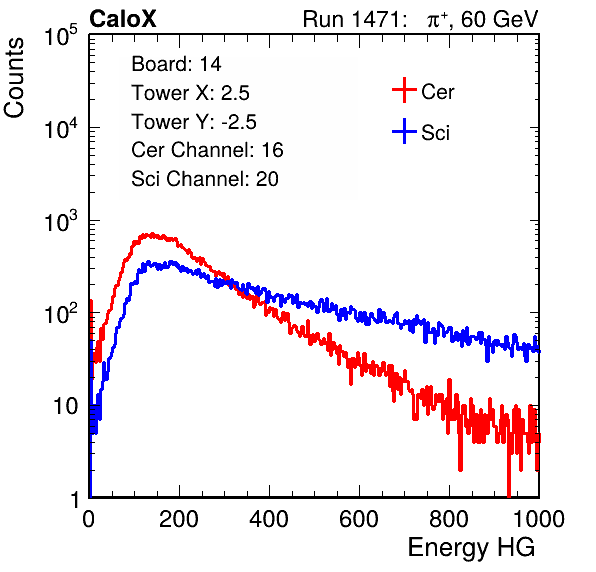 CaloX Run 1471: π⁺, 60 GeV
Counts
10⁵
10⁴
10³
10²
10
1
Board: 14
Tower X: 2.5
Tower Y: -2.5
Cer Channel: 16
Sci Channel: 20
Cer
Sci
0 200 400 600 800 1000
Energy HG